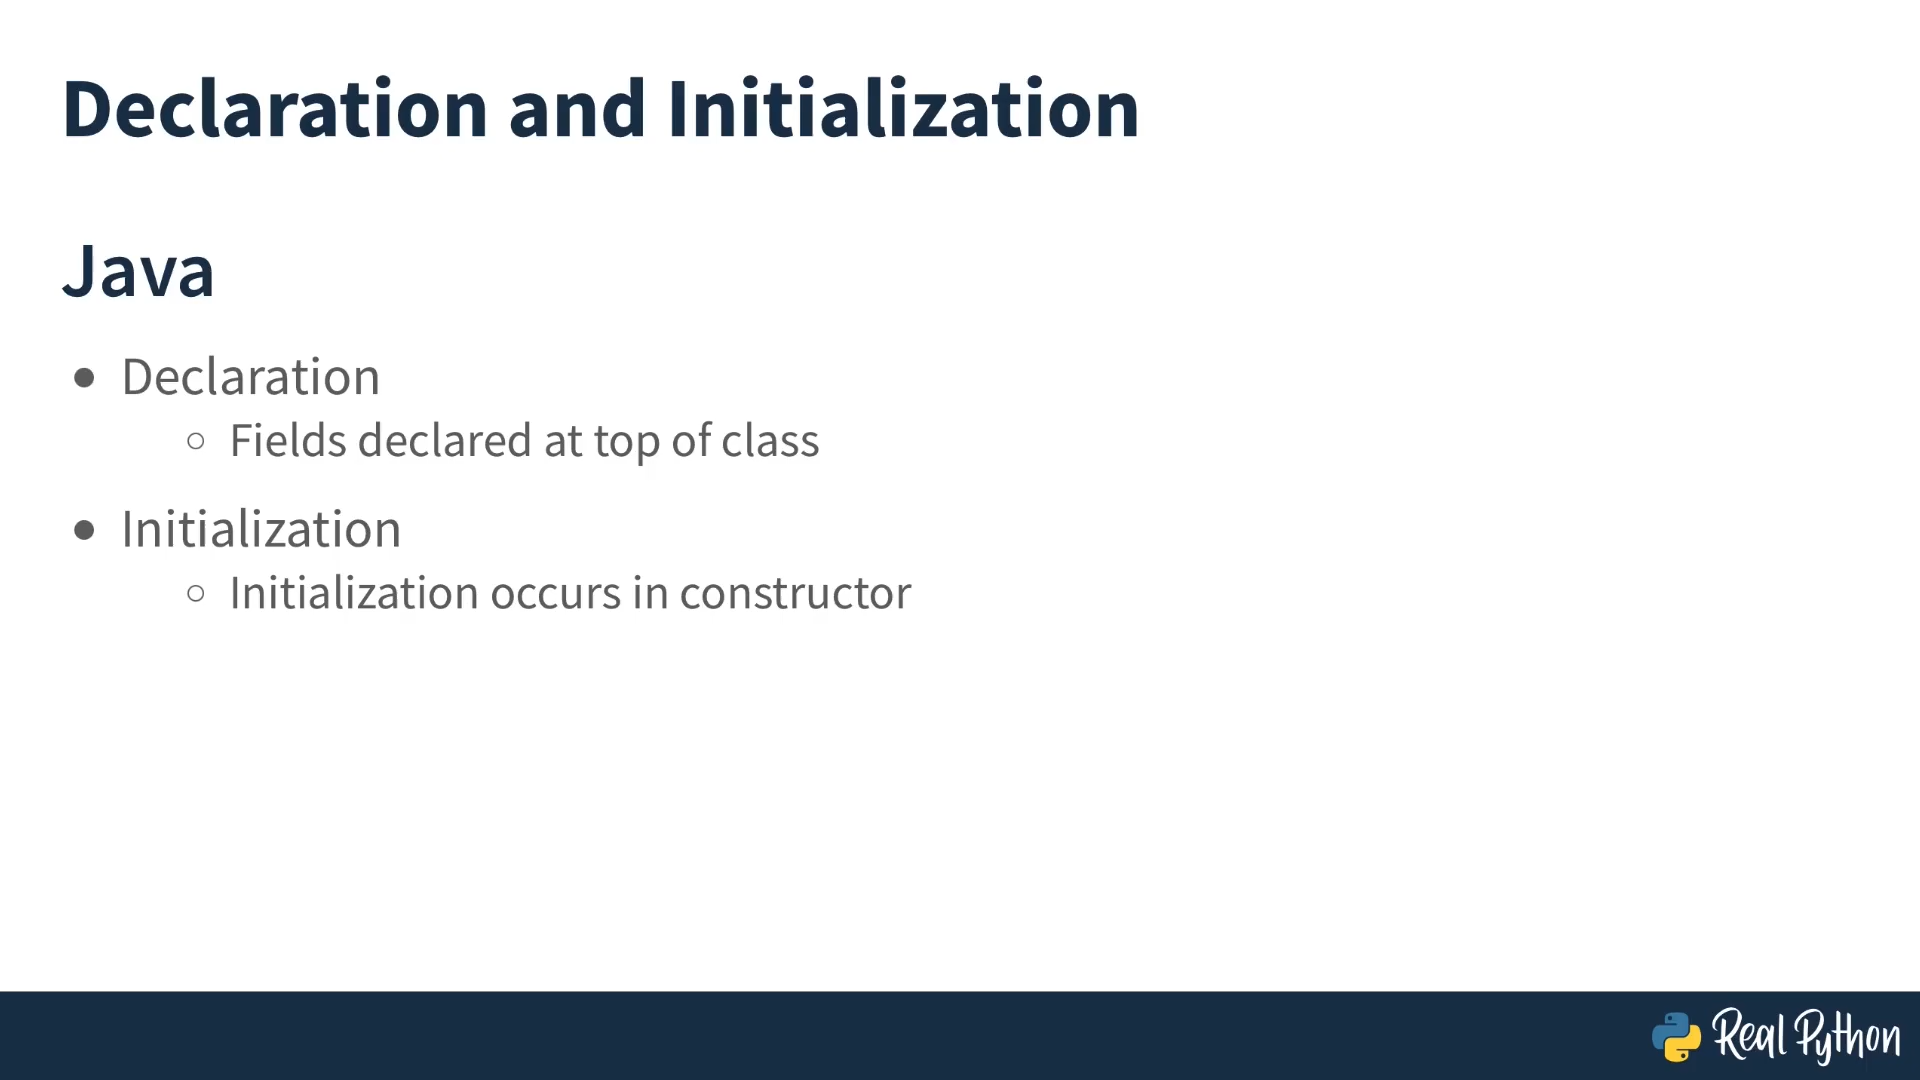 Declaration and Initialization
Java
● Declaration
○ Fields declared at top of class
● Initialization
○ Initialization occurs in constructor
Real Python